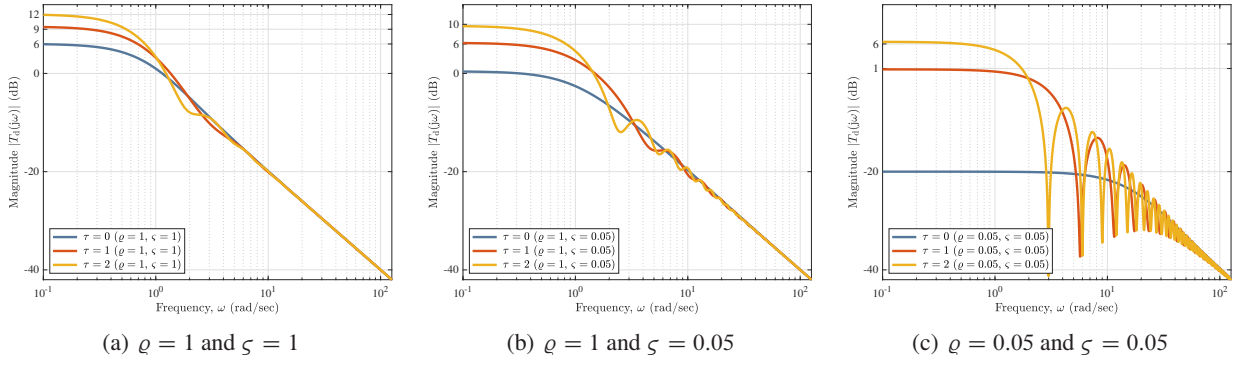 12
9
6
0
-20
-40
Magnitude |T_d(jω)| (dB)
τ = 0 (ϱ = 1, ς = 1)
τ = 1 (ϱ = 1, ς = 1)
τ = 2 (ϱ = 1, ς = 1)
10^-1 10^0 10^1 10^2
Frequency, ω (rad/sec)
(a) ϱ = 1 and ς = 1
10
6
0
-20
-40
Magnitude |T_d(jω)| (dB)
τ = 0 (ϱ = 1, ς = 0.05)
τ = 1 (ϱ = 1, ς = 0.05)
τ = 2 (ϱ = 1, ς = 0.05)
10^-1 10^0 10^1 10^2
Frequency, ω (rad/sec)
(b) ϱ = 1 and ς = 0.05
6
1
-20
-40
Magnitude |T_d(jω)| (dB)
τ = 0 (ϱ = 0.05, ς = 0.05)
τ = 1 (ϱ = 0.05, ς = 0.05)
τ = 2 (ϱ = 0.05, ς = 0.05)
10^-1 10^0 10^1 10^2
Frequency, ω (rad/sec)
(c) ϱ = 0.05 and ς = 0.05